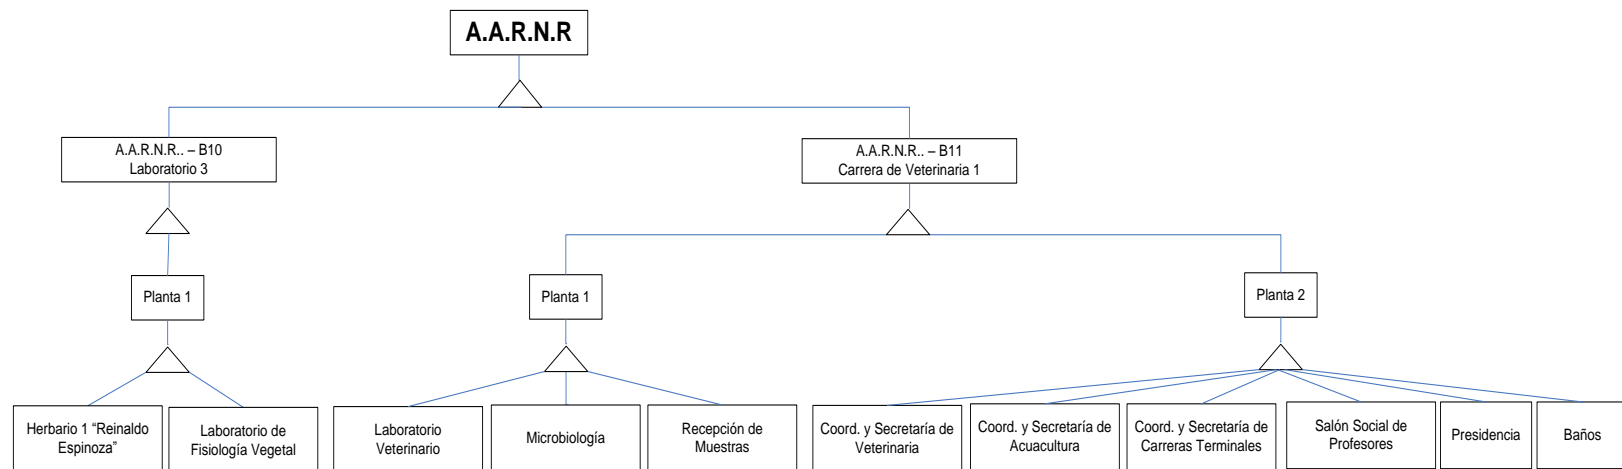 A.A.R.N.R
A.A.R.N.R.. – B10
Laboratorio 3
A.A.R.N.R.. – B11
Carrera de Veterinaria 1
Planta 1
Planta 1
Planta 2
Herbario 1 “Reinaldo
Espinoza”
Laboratorio de
Fisiología Vegetal
Laboratorio
Veterinario
Microbiología
Recepción de
Muestras
Coord. y Secretaría de
Veterinaria
Coord. y Secretaría de
Acuacultura
Coord. y Secretaría de
Carreras Terminales
Salón Social de
Profesores
Presidencia
Baños